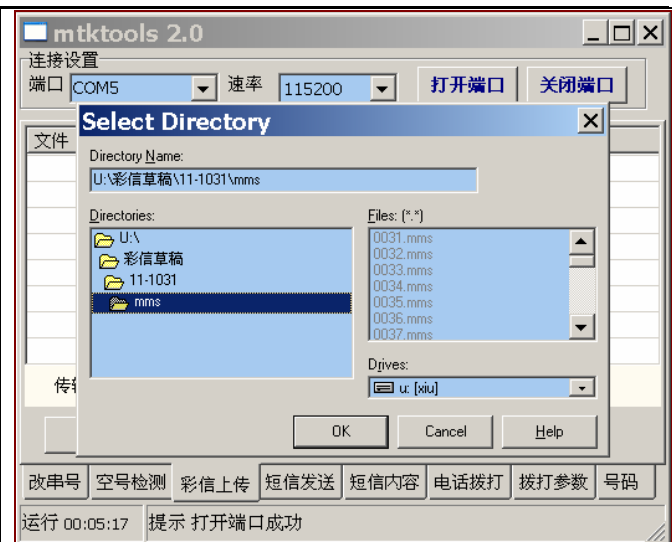 mtktools 2.0
连接设置
端口 COM5 速率 115200 打开端口 关闭端口
文件
Select Directory
Directory Name:
U:\彩信草稿\11-1031\mms
Directories:
U:\
彩信草稿
11-1031
mms
Files: (*.*)
0031.mms
0032.mms
0033.mms
0034.mms
0035.mms
0036.mms
0037.mms
Drives:
u: [xiu]
OK Cancel Help
传
改串号 空号检测 彩信上传 短信发送 短信内容 电话拨打 拨打参数 号码
运行 00:05:17 提示 打开端口成功